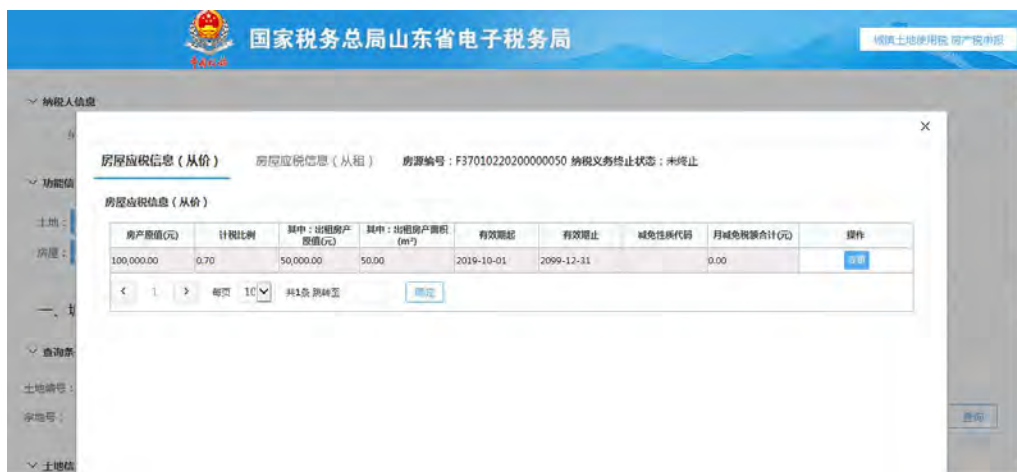 国家税务总局山东省电子税务局
城镇土地使用税 房产税申报
纳税人信息
×
房屋应税信息（从价） 房屋应税信息（从租） 房源编号：F37010220200000050 纳税义务终止状态：未终止
功能信
房屋应税信息（从价）
土地：
房产原值(元) 计税比例 其中：出租房产原值(元) 其中：出租房产面积(m²) 有效期起 有效期止 减免性质代码 月减免税额合计(元) 操作
房屋：
100,000.00 0.70 50,000.00 50.00 2019-10-01 2099-12-31 0.00 变更
< 1 > 每页 10 共1条 跳转至 确定
一、
查询条
土地编号：
宗地号： 查询
土地信